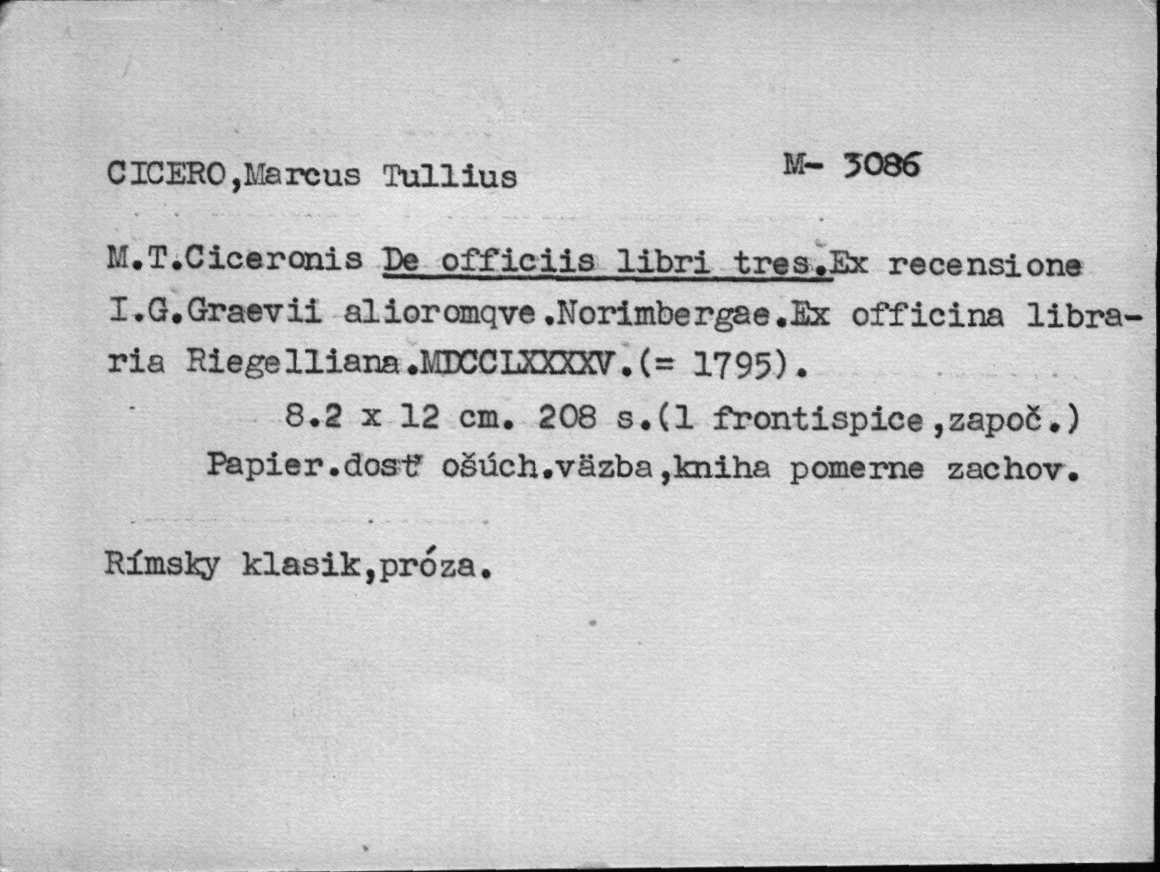 CICERO,Marcus Tullius M- 3086
M.T.Ciceronis De officiis libri tres.Ex recensione
I.G.Graevii alioromqve.Norimbergae.Ex officina libra-
ria Riegelliana.MDCCLXXXXV.(= 1795).
8.2 x 12 cm. 208 s.(1 frontispice,započ.)
Papier.dosť ošúch.väzba,kniha pomerne zachov.
Rímsky klasik,próza.